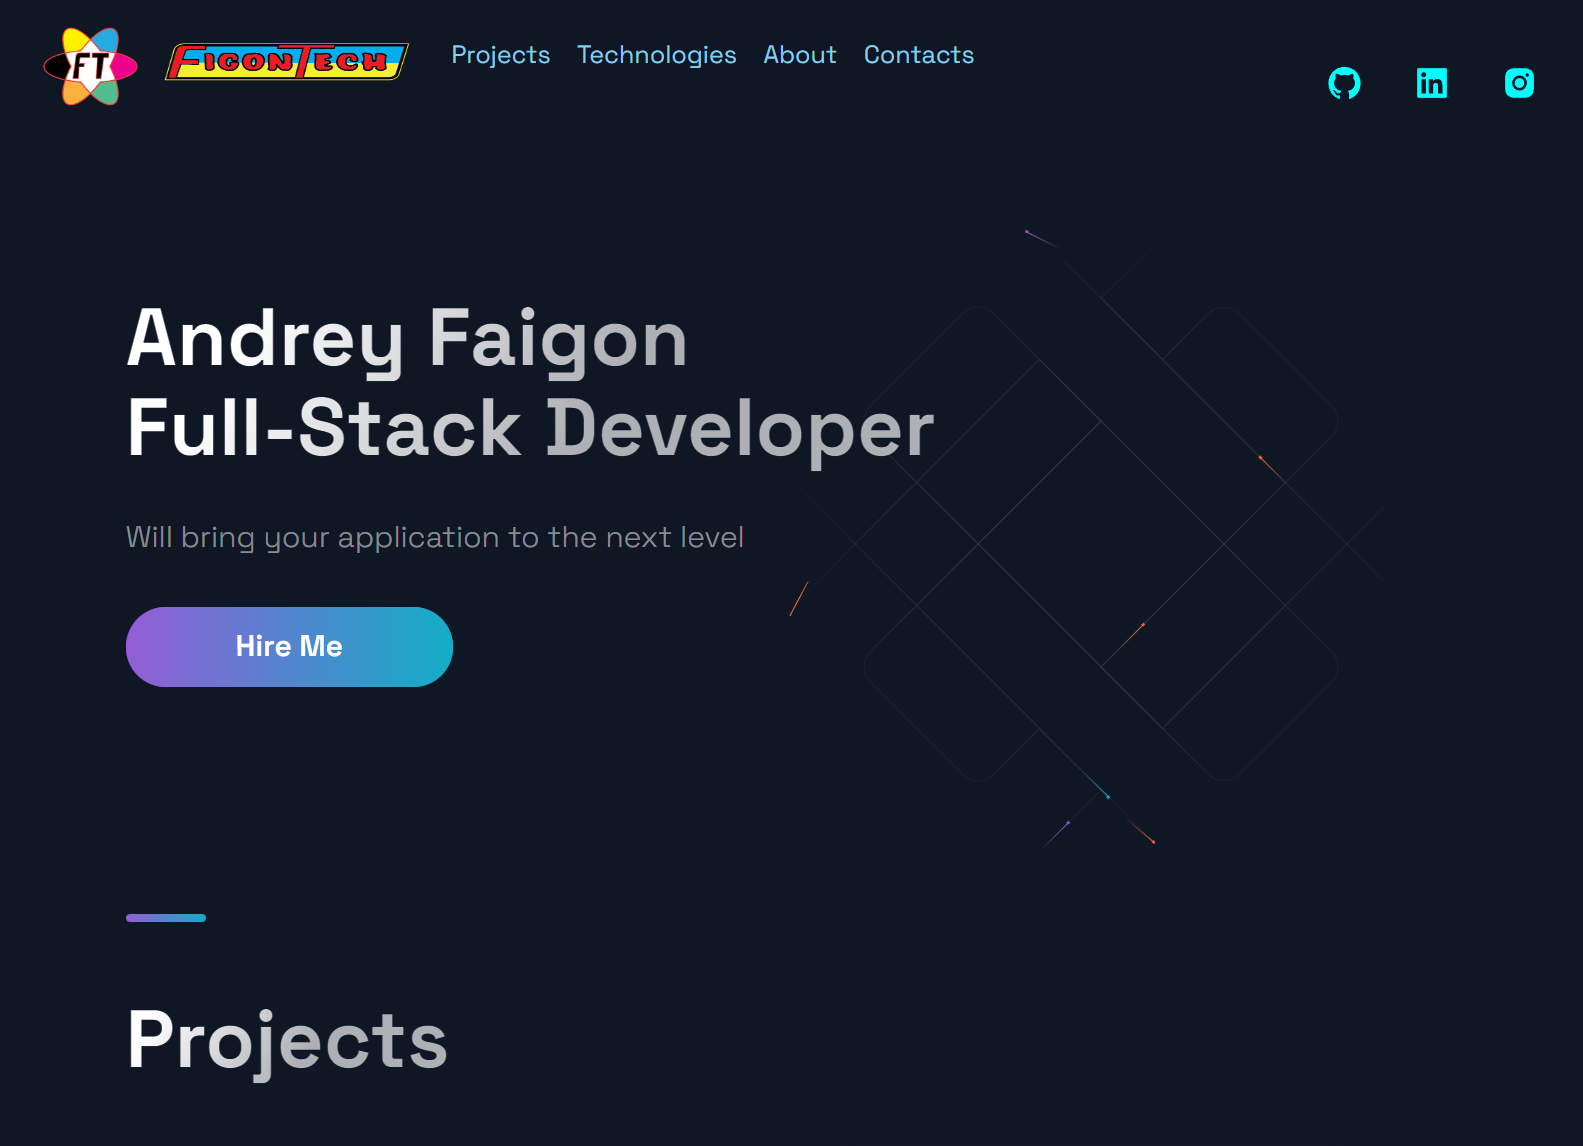 FT
FIGONTECH
Projects Technologies About Contacts
in
Andrey Faigon
Full-Stack Developer
Will bring your application to the next level
Hire Me
Projects